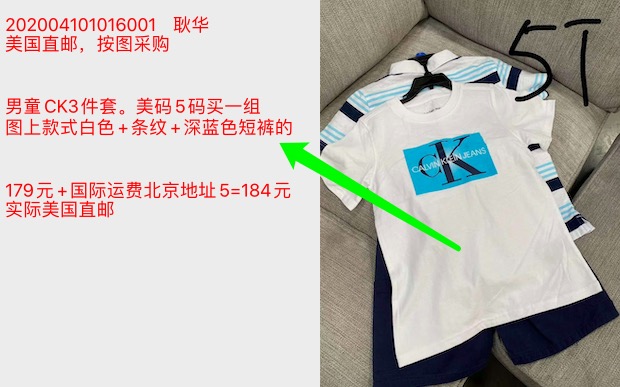 202004101016001 耿华
美国直邮，按图采购
男童CK3件套。美码5码买一组
图上款式白色+条纹+深蓝色短裤的
179元+国际运费北京地址5=184元
实际美国直邮
5T
CK
CALVIN KLEIN JEANS